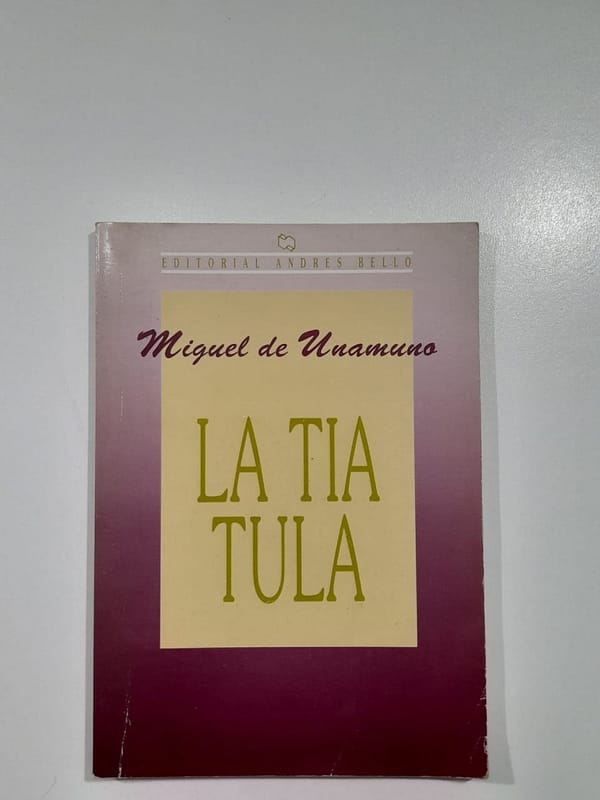 EDITORIAL ANDRES BELLO
Miguel de Unamuno
LA TIA
TULA